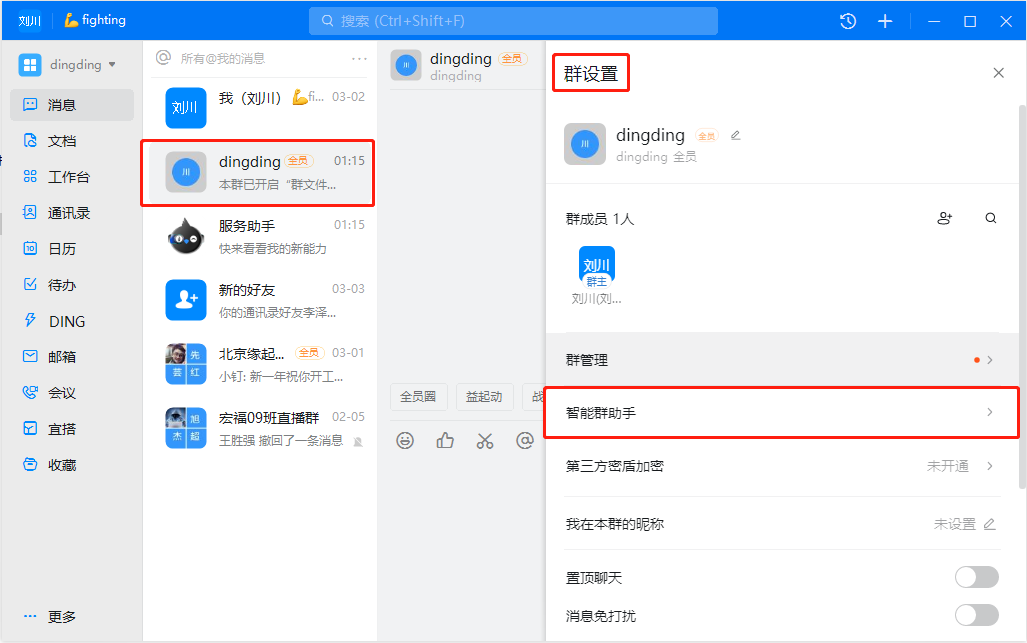 刘川
💪fighting
搜索 (Ctrl+Shift+F)
dingding
消息
文档
工作台
通讯录
10
日历
待办
DING
邮箱
会议
宜搭
收藏
更多
所有@我的消息
刘川
我（刘川） 💪fi... 03-02
川
dingding 全员 01:15
本群已开启“群文件...
服务助手 01:15
快来看看我的新能力
新的好友 03-03
你的通讯录好友李泽...
先
芸 红
北京缘起... 全员 03-01
小钉: 新一年祝你开工...
旭
杰 超
宏福09班直播群 02-05
王胜强 撤回了一条消息
川
dingding 全员
dingding
全员圈 益起动 战
群设置
川
dingding 全员
dingding 全员
群成员 1人
刘川
群主
刘川(刘...
群管理
智能群助手
第三方密盾加密 未开通
我在本群的昵称 未设置
置顶聊天
消息免打扰